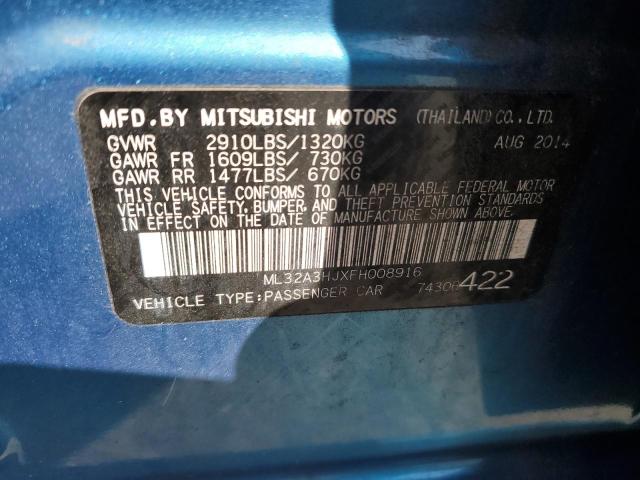 MFD.BY MITSUBISHI MOTORS (THAILAND)CO.,LTD.
GVWR 2910LBS/1320KG AUG 2014
GAWR FR 1609LBS/ 730KG
GAWR RR 1477LBS/ 670KG
THIS VEHICLE CONFORMS TO ALL APPLICABLE FEDERAL MOTOR
VEHICLE SAFETY, BUMPER, AND THEFT PREVENTION STANDARDS
IN EFFECT ON THE DATE OF MANUFACTURE SHOWN ABOVE.
ML32A3HJXFH008916
VEHICLE TYPE:PASSENGER CAR 7430G422